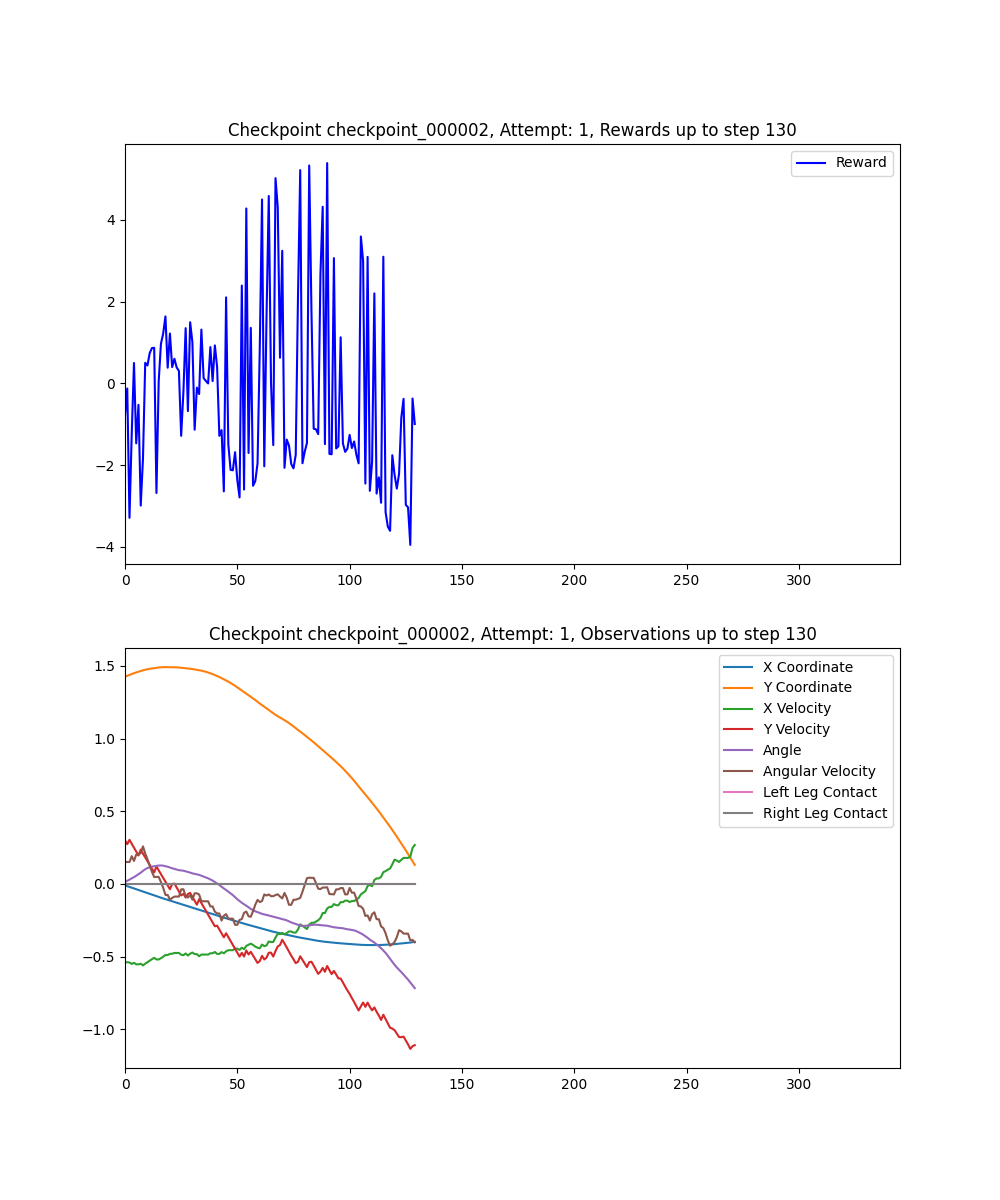 Checkpoint checkpoint_000002, Attempt: 1, Rewards up to step 130
Reward
4
2
0
−2
−4
0 50 100 150 200 250 300
Checkpoint checkpoint_000002, Attempt: 1, Observations up to step 130
X Coordinate
Y Coordinate
X Velocity
Y Velocity
Angle
Angular Velocity
Left Leg Contact
Right Leg Contact
1.5
1.0
0.5
0.0
−0.5
−1.0
0 50 100 150 200 250 300